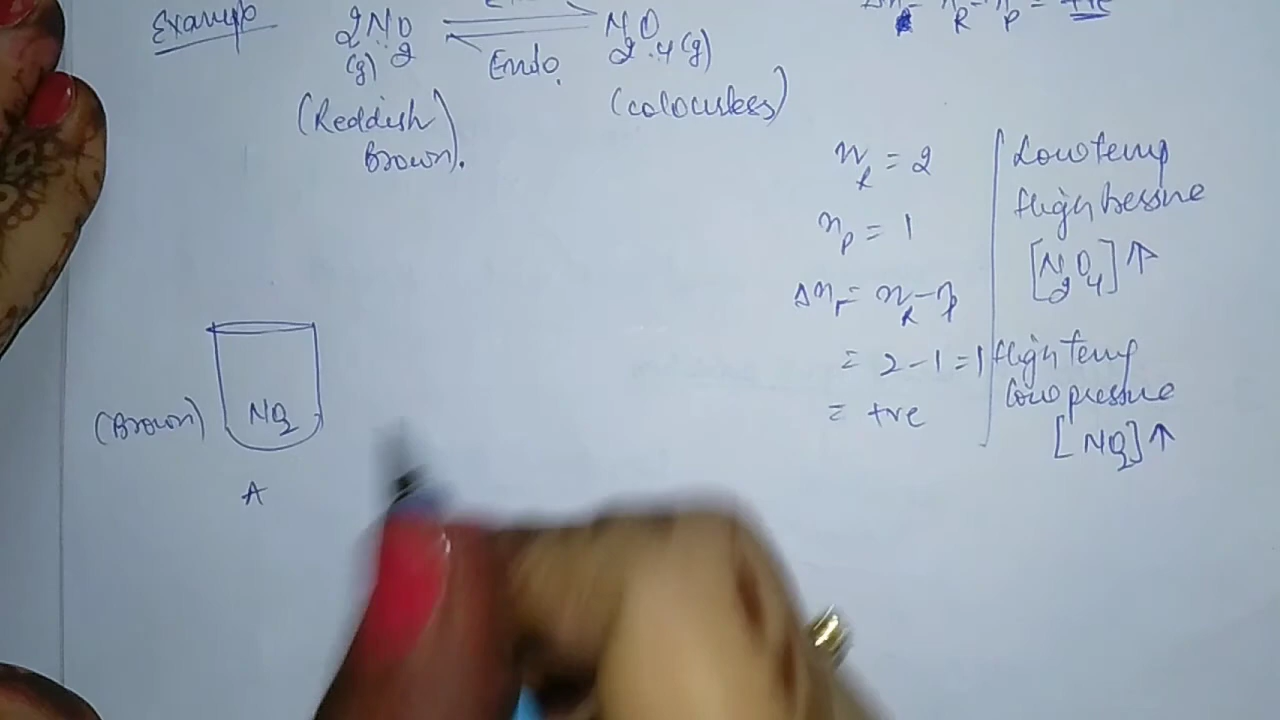 Example
2NO2 (g) ⇌ N2O4(g)
Endo.
(Reddish Brown).
(colourless)
nR = 2
nP = 1
Δnr = nR - nP
= 2 - 1 = 1
= +ve
Low temp
High Pressure
[N2O4] ↑
High temp
Low pressure
[NO2] ↑
(Brown)
NO2
A